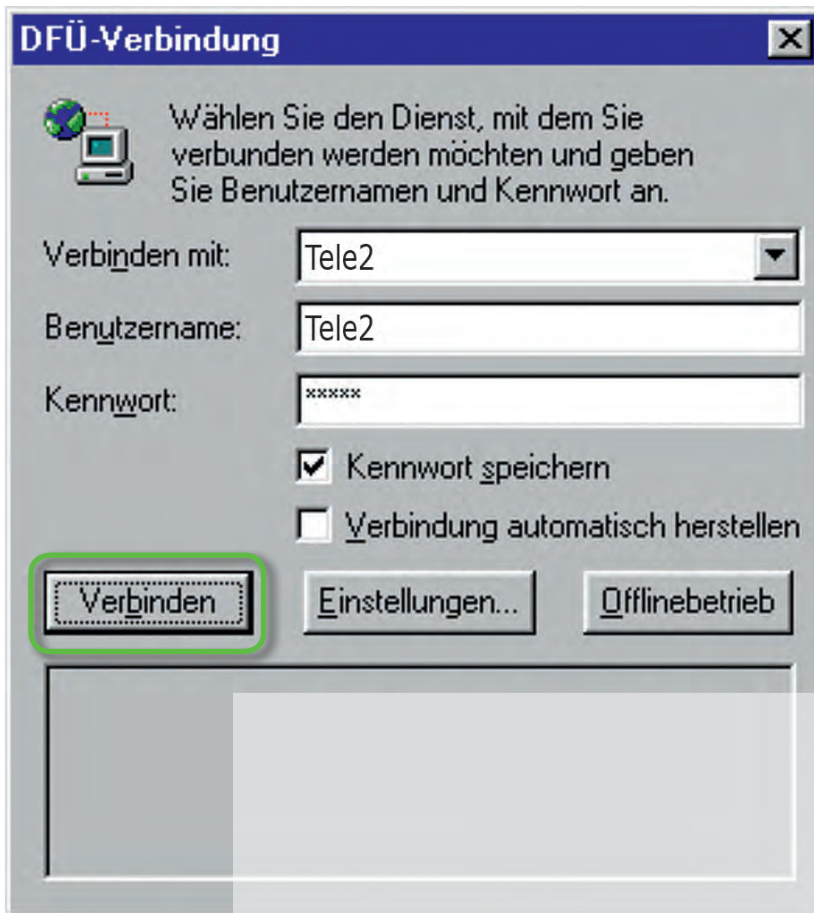 DFÜ-Verbindung
Wählen Sie den Dienst, mit dem Sie
verbunden werden möchten und geben
Sie Benutzernamen und Kennwort an.
Verbinden mit: Tele2
Benutzername: Tele2
Kennwort: *****
Kennwort speichern
Verbindung automatisch herstellen
Verbinden Einstellungen... Offlinebetrieb